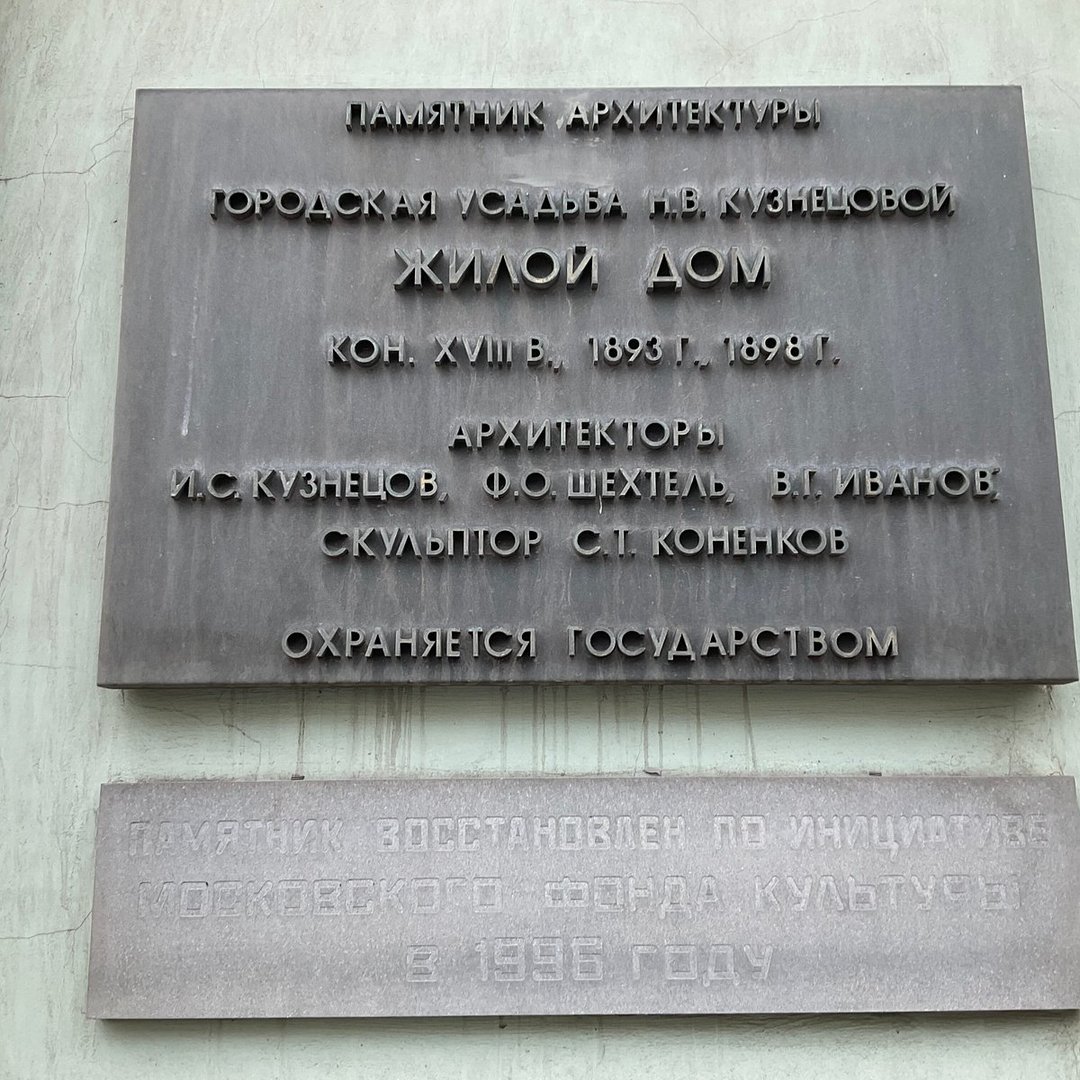 ПАМЯТНИК АРХИТЕКТУРЫ
ГОРОДСКАЯ УСАДЬБА Н.В. КУЗНЕЦОВОЙ
ЖИЛОЙ ДОМ
КОН. XVIII В., 1893 Г., 1898 Г.
АРХИТЕКТОРЫ
И.С. КУЗНЕЦОВ, Ф.О. ШЕХТЕЛЬ, В.Г. ИВАНОВ,
СКУЛЬПТОР С.Т. КОНЕНКОВ
ОХРАНЯЕТСЯ ГОСУДАРСТВОМ
ПАМЯТНИК ВОССТАНОВЛЕН ПО ИНИЦИАТИВЕ
МОСКОВСКОГО ФОНДА КУЛЬТУРЫ
В 1996 ГОДУ